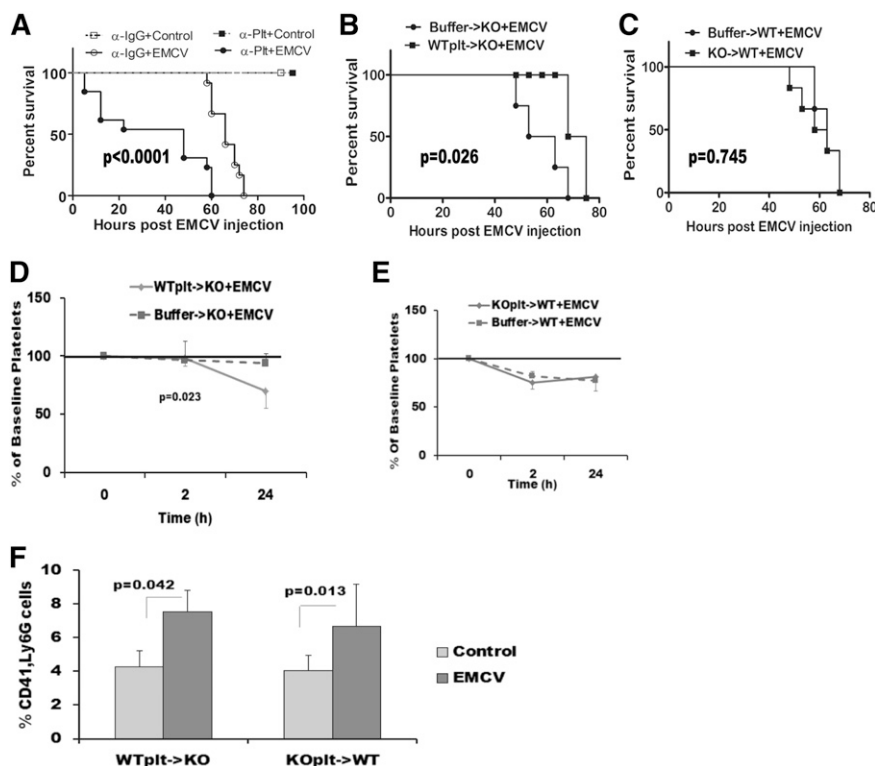 A
α-IgG+Control
α-Plt+Control
α-IgG+EMCV
α-Plt+EMCV
Percent survival
100
50
0
p<0.0001
0 20 40 60 80 100
Hours post EMCV injection
B
Buffer->KO+EMCV
WTplt->KO+EMCV
Percent survival
100
50
0
p=0.026
0 20 40 60 80
Hours post EMCV injection
C
Buffer->WT+EMCV
KO->WT+EMCV
Percent survival
100
50
0
p=0.745
0 20 40 60 80
Hours post EMCV injection
D
WTplt->KO+EMCV
Buffer->KO+EMCV
% of Baseline Platelets
150
100
50
0
p=0.023
0 2 24
Time (h)
E
KOplt->WT+EMCV
Buffer->WT+EMCV
% Of Baseline Platelets
150
100
50
0
0 2 24
Time (h)
F
% CD41,Ly6G cells
10
8
6
4
2
0
p=0.042
p=0.013
Control
EMCV
WTplt->KO
KOplt->WT